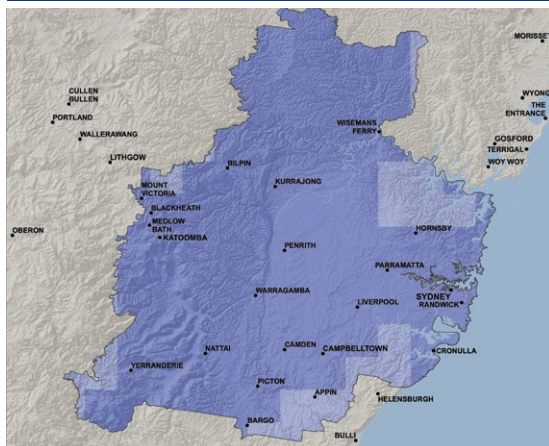 MORISSET
CULLEN
BULLEN
WYONG
THE
ENTRANCE
PORTLAND
WISEMANS
FERRY
WALLERAWANG
GOSFORD
TERRIGAL
LITHGOW
BILPIN
WOY WOY
MOUNT
VICTORIA
KURRAJONG
BLACKHEATH
MEDLOW
BATH
HORNSBY
OBERON
KATOOMBA
PENRITH
PARRAMATTA
WARRAGAMBA
SYDNEY
RANDWICK
LIVERPOOL
NATTAI
CAMDEN
CAMPBELLTOWN
CRONULLA
YERRANDERIE
PICTON
APPIN
HELENSBURGH
BARGO
BULLI